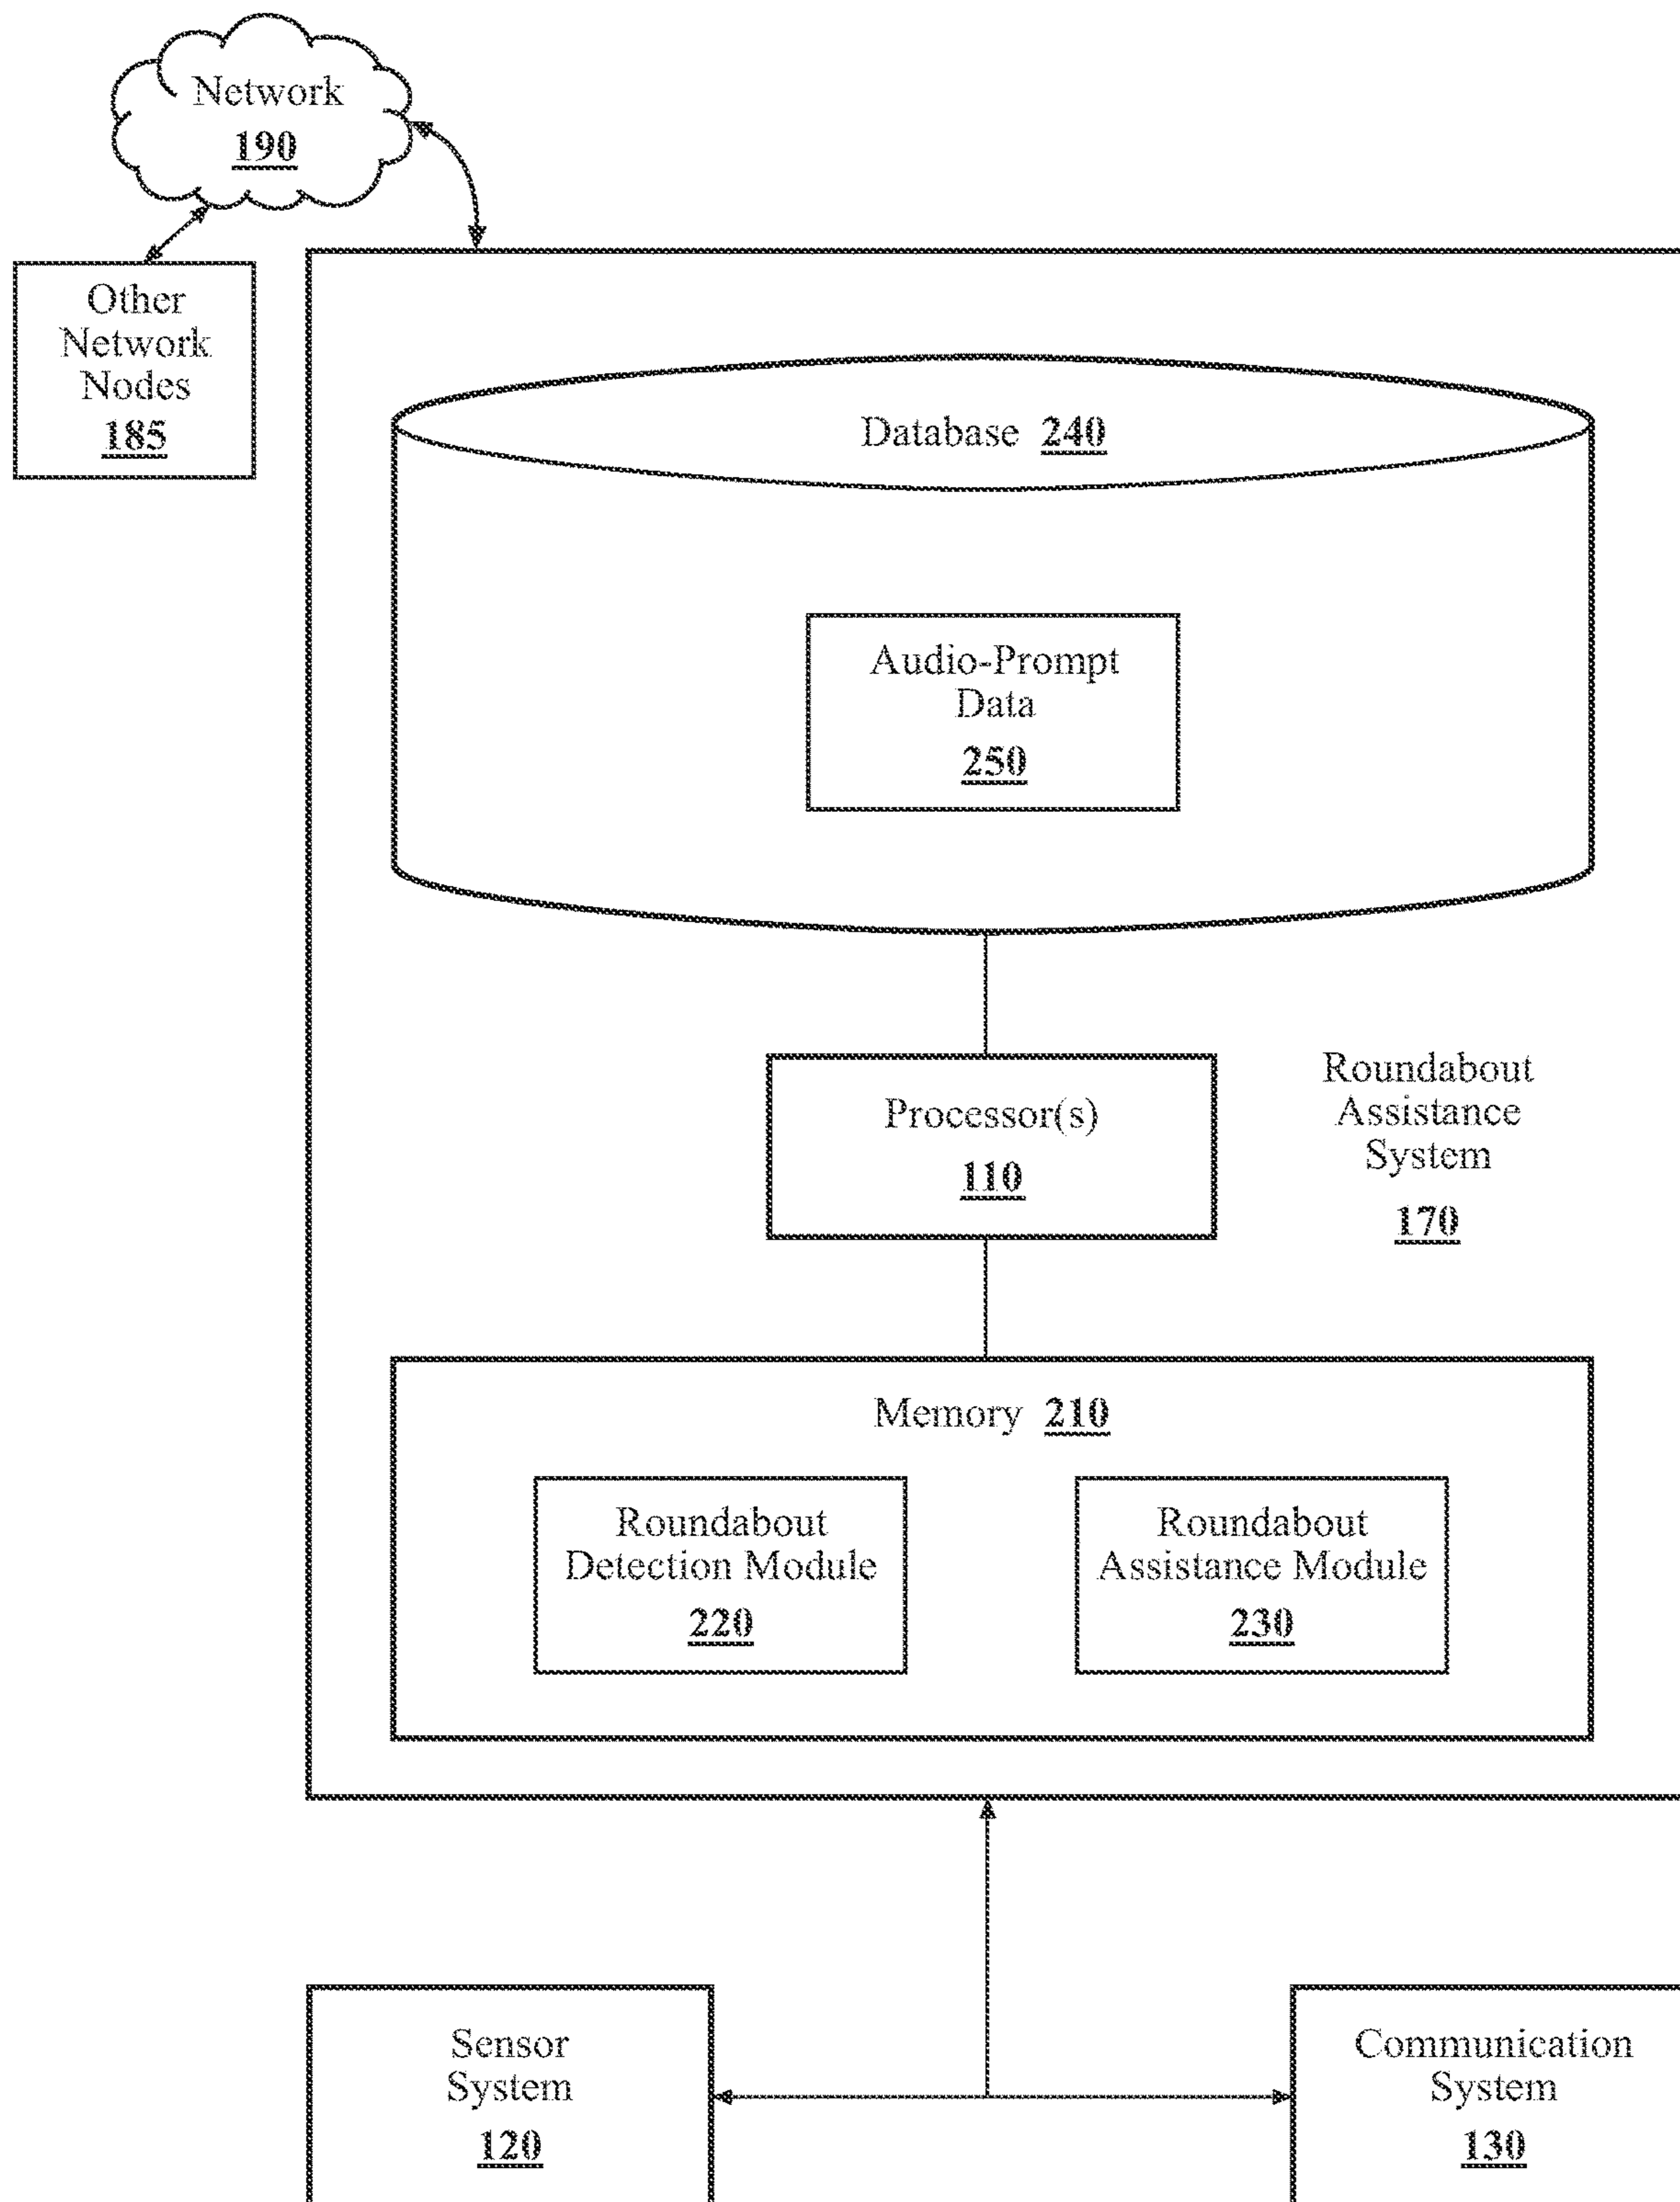 Network
190
Other
Network
Nodes
185
Database 240
Audio-Prompt
Data
250
Processor(s)
110
Roundabout
Assistance
System
170
Memory 210
Roundabout
Detection Module
220
Roundabout
Assistance Module
230
Sensor
System
120
Communication
System
130